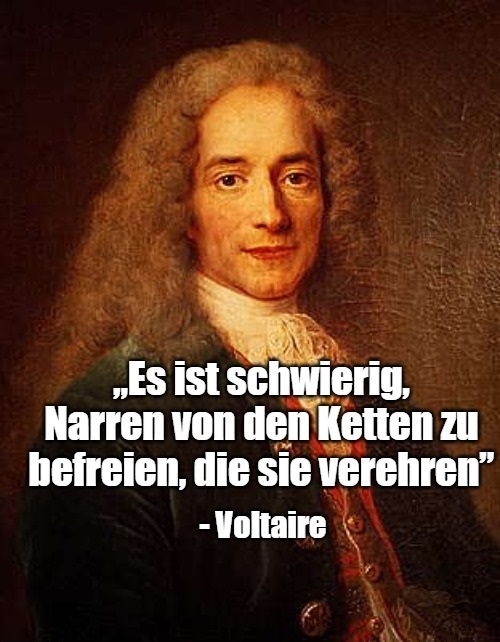 „Es ist schwierig,
Narren von den Ketten zu
befreien, die sie verehren”
- Voltaire